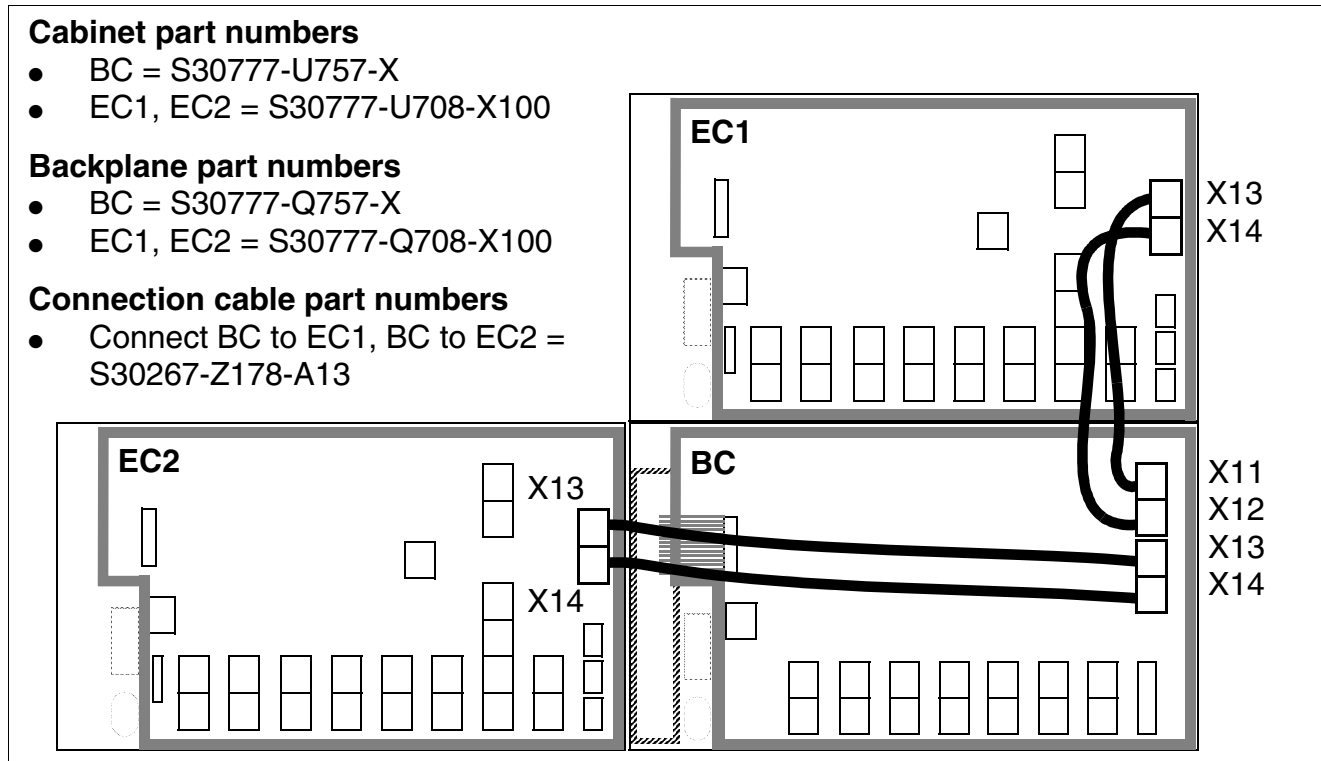 Cabinet part numbers
● BC = S30777-U757-X
● EC1, EC2 = S30777-U708-X100
Backplane part numbers
● BC = S30777-Q757-X
● EC1, EC2 = S30777-Q708-X100
Connection cable part numbers
● Connect BC to EC1, BC to EC2 =
S30267-Z178-A13
EC1
X13
X14
EC2
X13
X14
BC
X11
X12
X13
X14